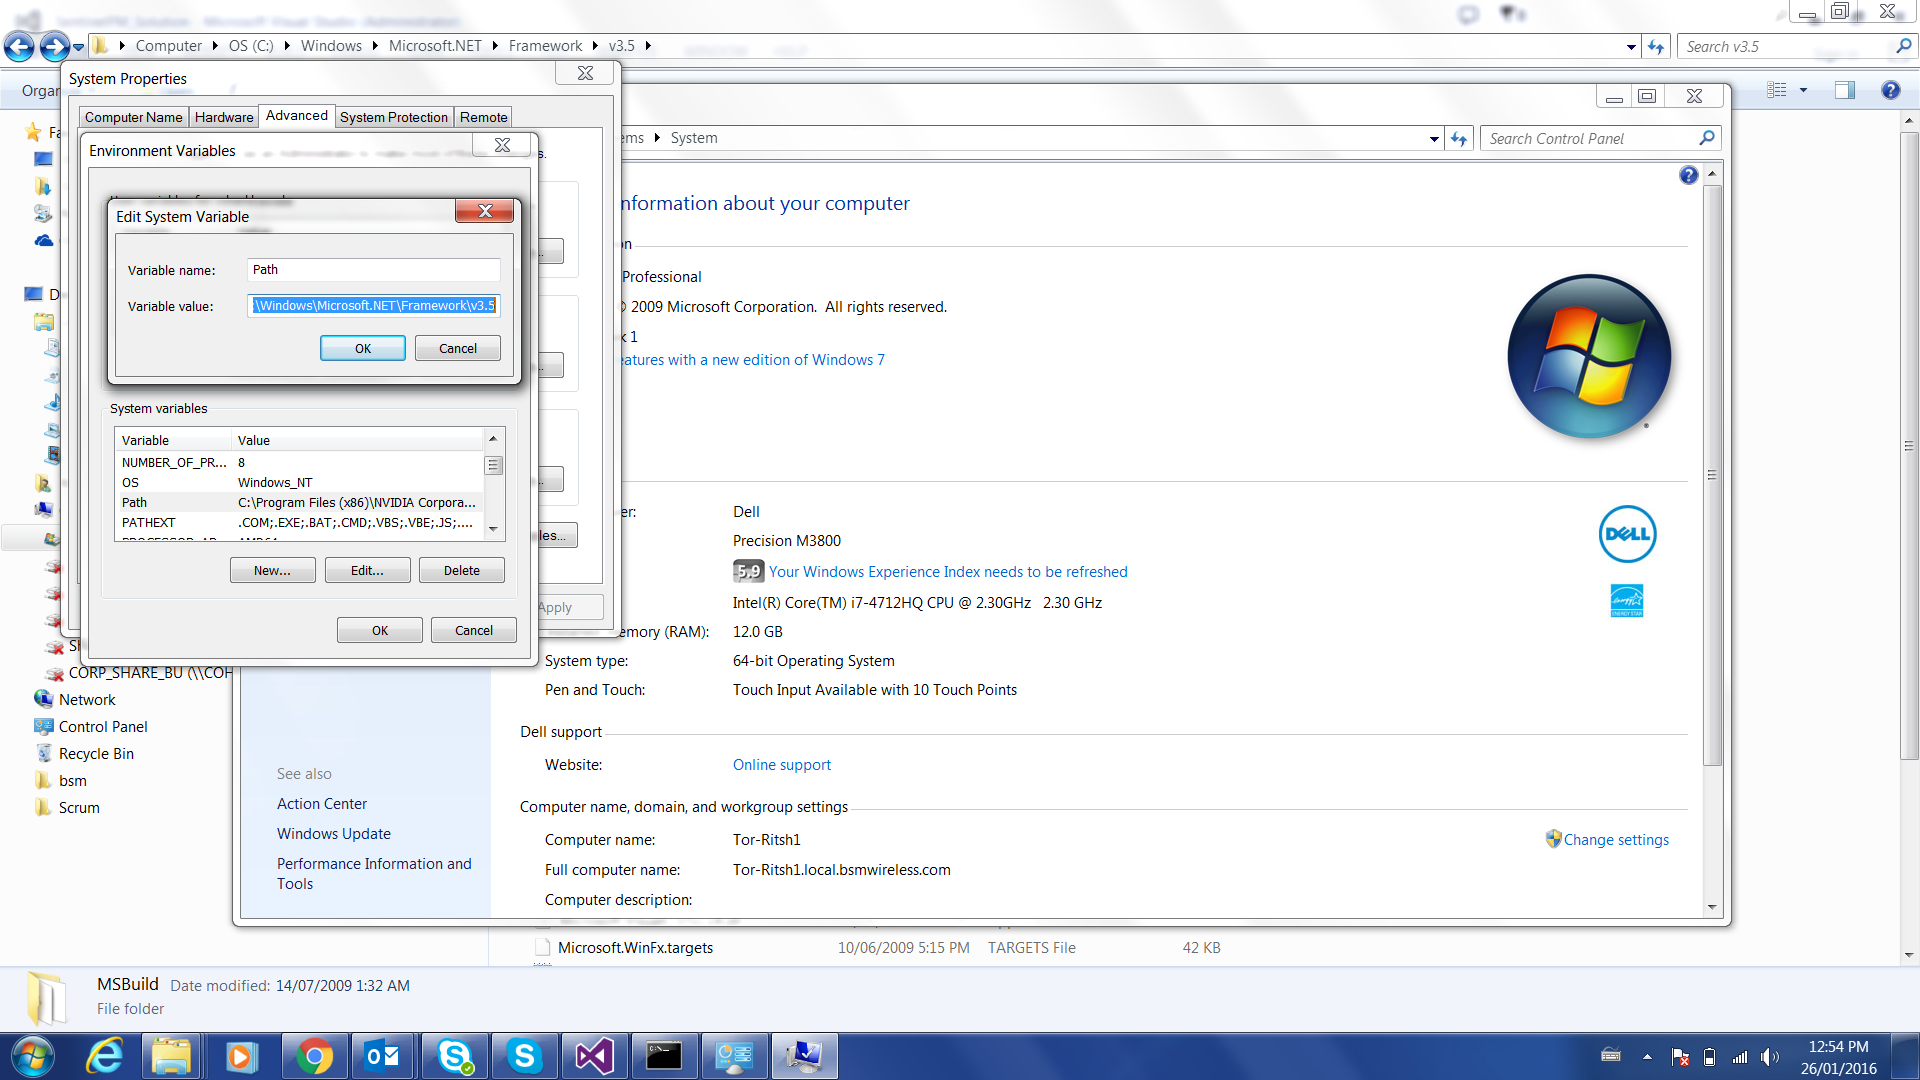 Computer OS (C:) Windows Microsoft.NET Framework v3.5
Search v3.5
System Properties
Organ
Computer Name Hardware Advanced System Protection Remote
System
Search Control Panel
Environment Variables
Edit System Variable
Variable name: Path
Variable value: :\Windows\Microsoft.NET\Framework\v3.5
OK Cancel
System variables
Variable Value
NUMBER_OF_PR... 8
OS Windows_NT
Path C:\Program Files (x86)\NVIDIA Corpora...
PATHEXT .COM;.EXE;.BAT;.CMD;.VBS;.VBE;.JS;....
New... Edit... Delete
OK Cancel
les...
Apply
nformation about your computer
on
Professional
© 2009 Microsoft Corporation.  All rights reserved.
k 1
eatures with a new edition of Windows 7
er: Dell
Precision M3800
5.9 Your Windows Experience Index needs to be refreshed
Intel(R) Core(TM) i7-4712HQ CPU @ 2.30GHz 2.30 GHz
emory (RAM): 12.0 GB
System type: 64-bit Operating System
Pen and Touch: Touch Input Available with 10 Touch Points
Dell support
Website: Online support
Computer name, domain, and workgroup settings
Computer name: Tor-Ritsh1
Change settings
Full computer name: Tor-Ritsh1.local.bsmwireless.com
Computer description:
DELL
ENERGY STAR
CORP_SHARE_BU (\\COH
Network
Control Panel
Recycle Bin
bsm
Scrum
See also
Action Center
Windows Update
Performance Information and
Tools
Microsoft.WinFx.targets 10/06/2009 5:15 PM TARGETS File 42 KB
MSBuild Date modified: 14/07/2009 1:32 AM
File folder
12:54 PM
26/01/2016